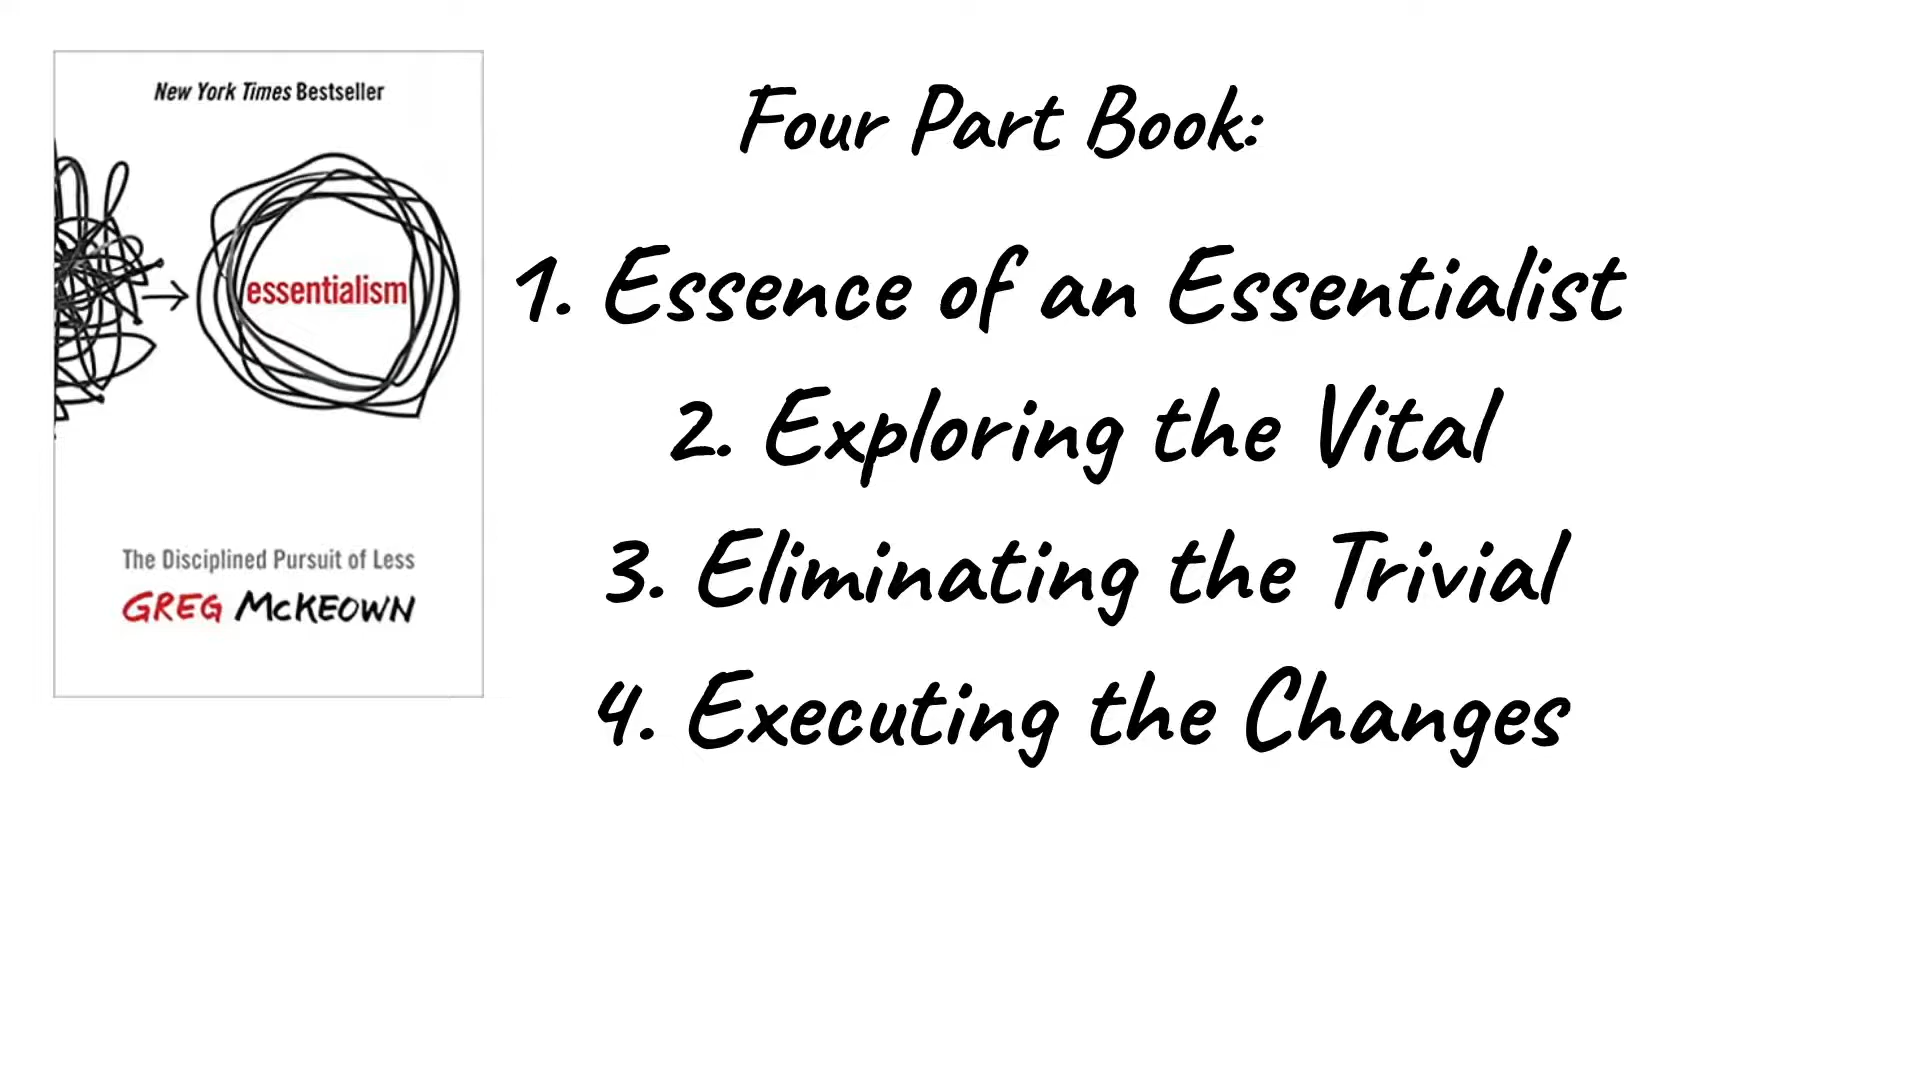 New York Times Bestseller
essentialism
The Disciplined Pursuit of Less
GREG McKEOWN
Four Part Book:
1. Essence of an Essentialist
2. Exploring the Vital
3. Eliminating the Trivial
4. Executing the Changes